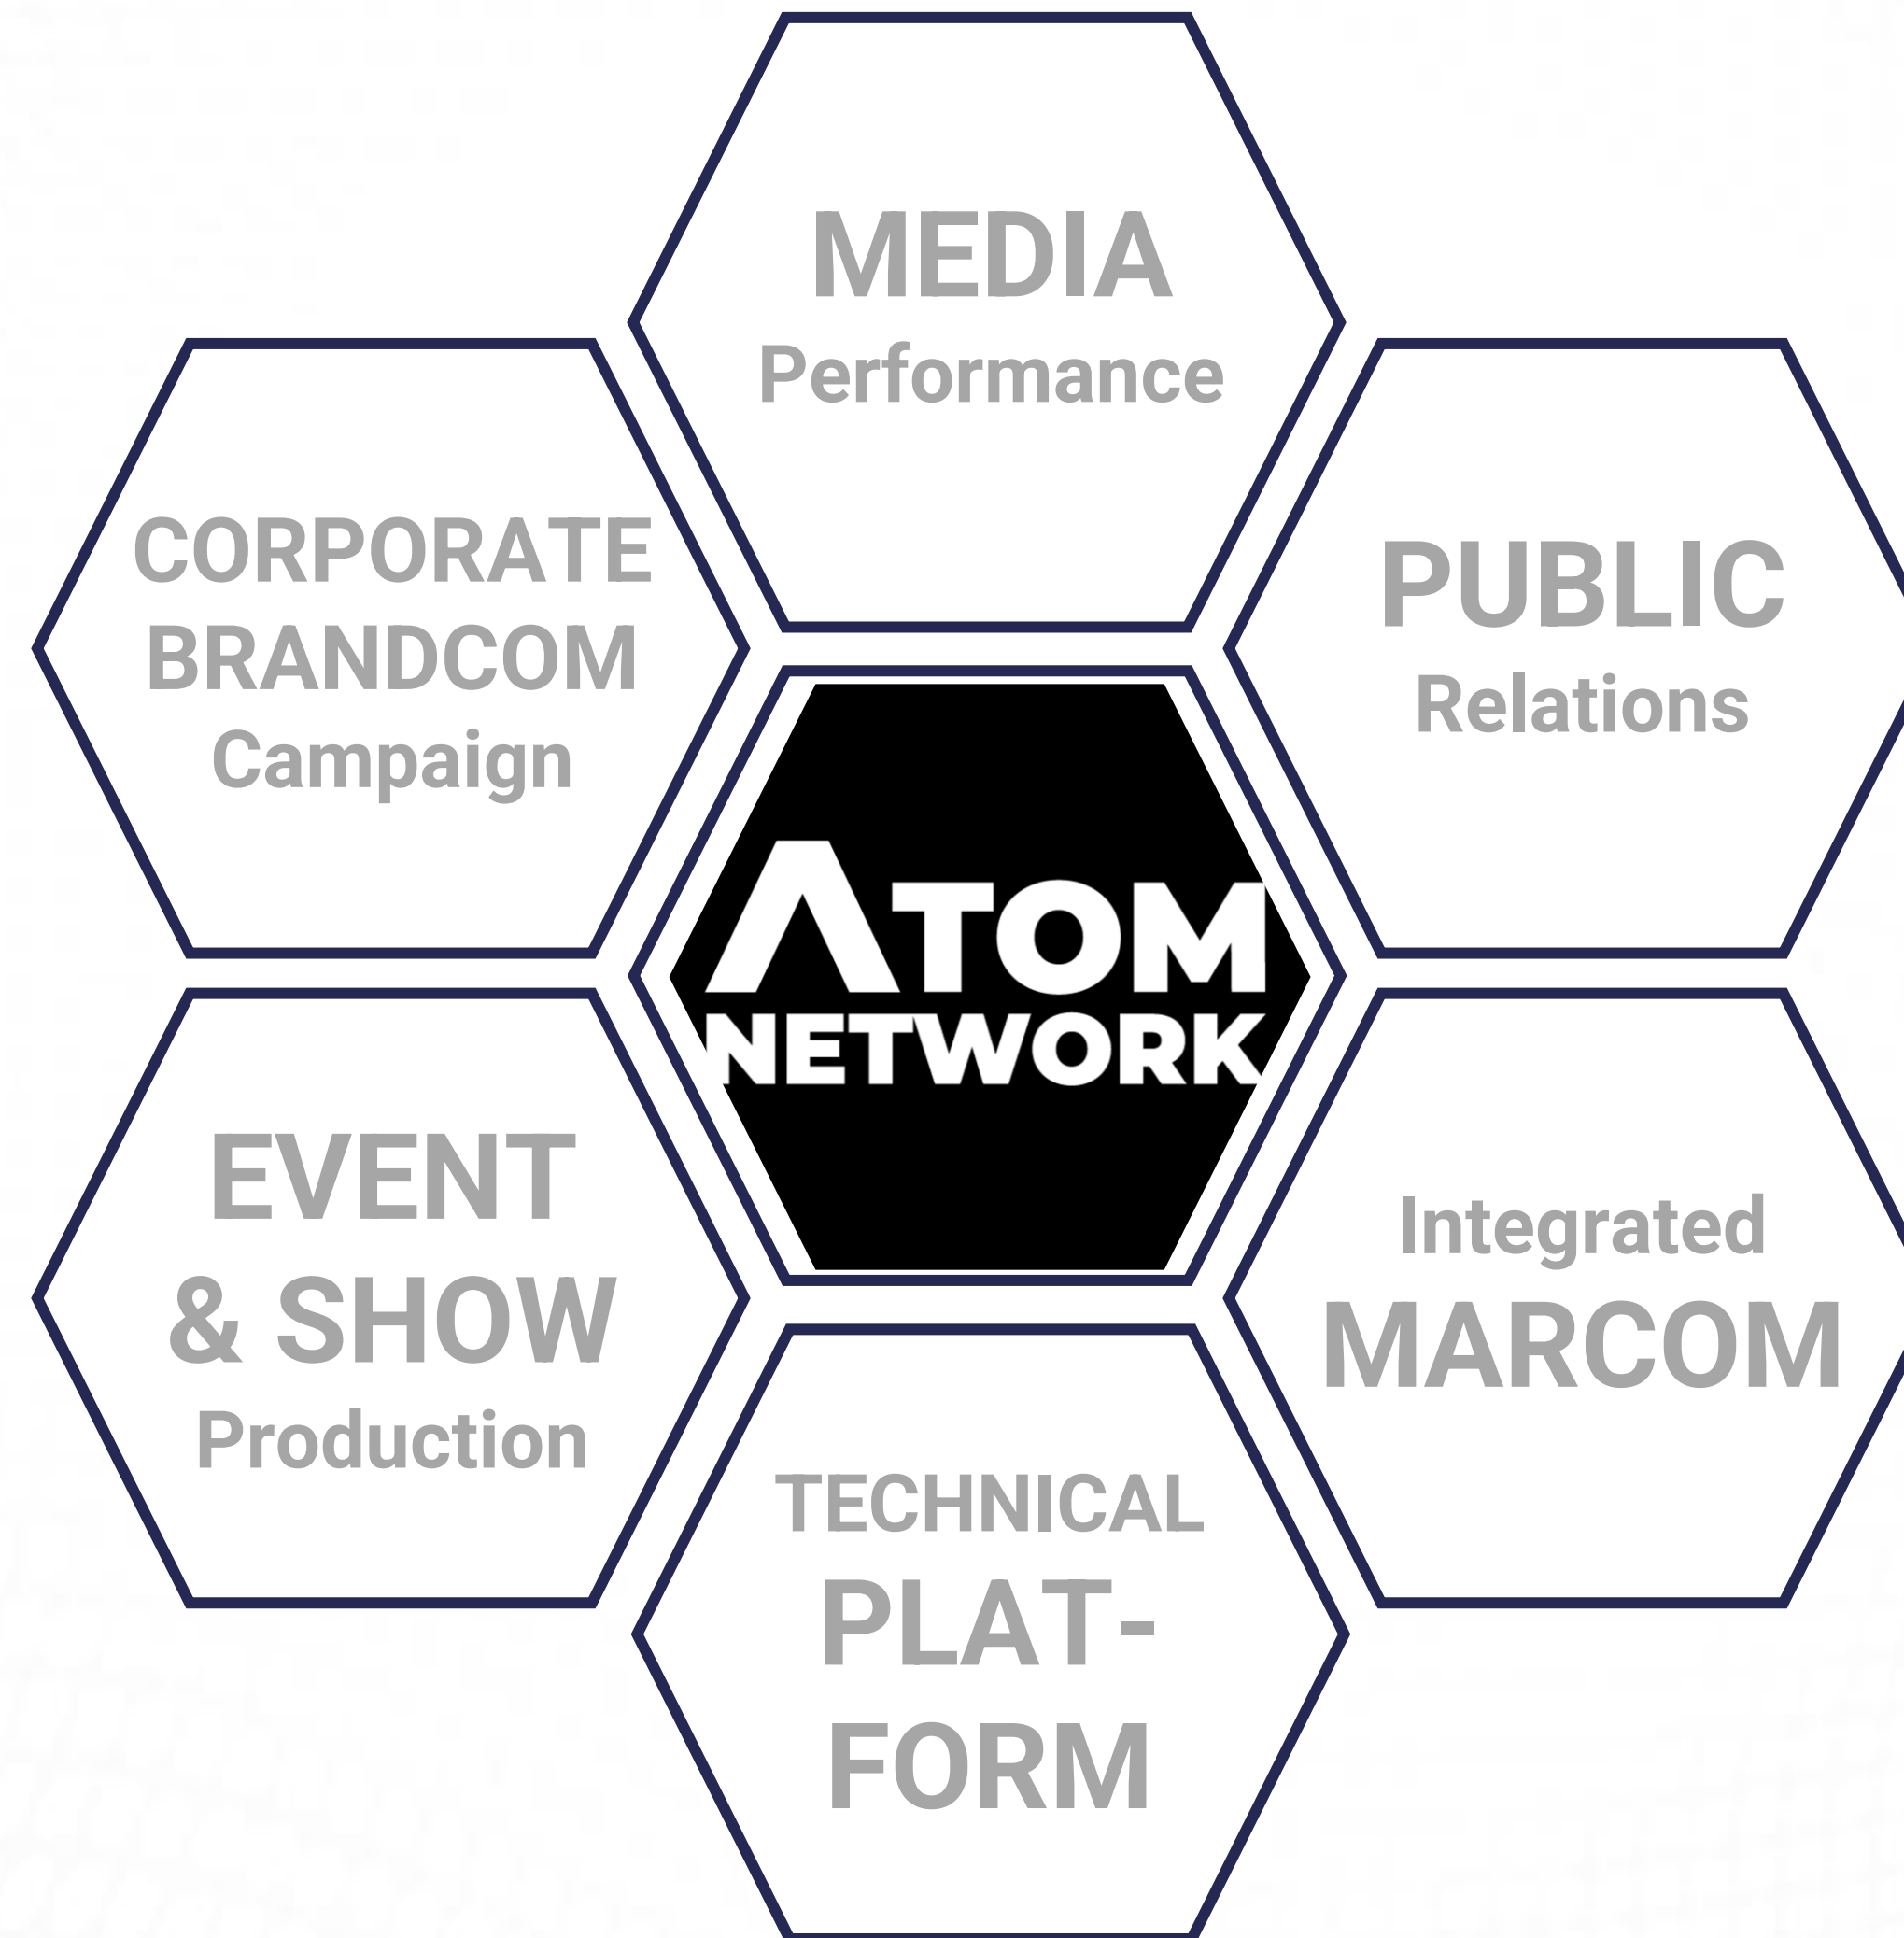 MEDIA
Performance
CORPORATE
BRANDCOM
Campaign
PUBLIC
Relations
ATOM
NETWORK
EVENT
& SHOW
Production
Integrated
MARCOM
TECHNICAL
PLAT-
FORM